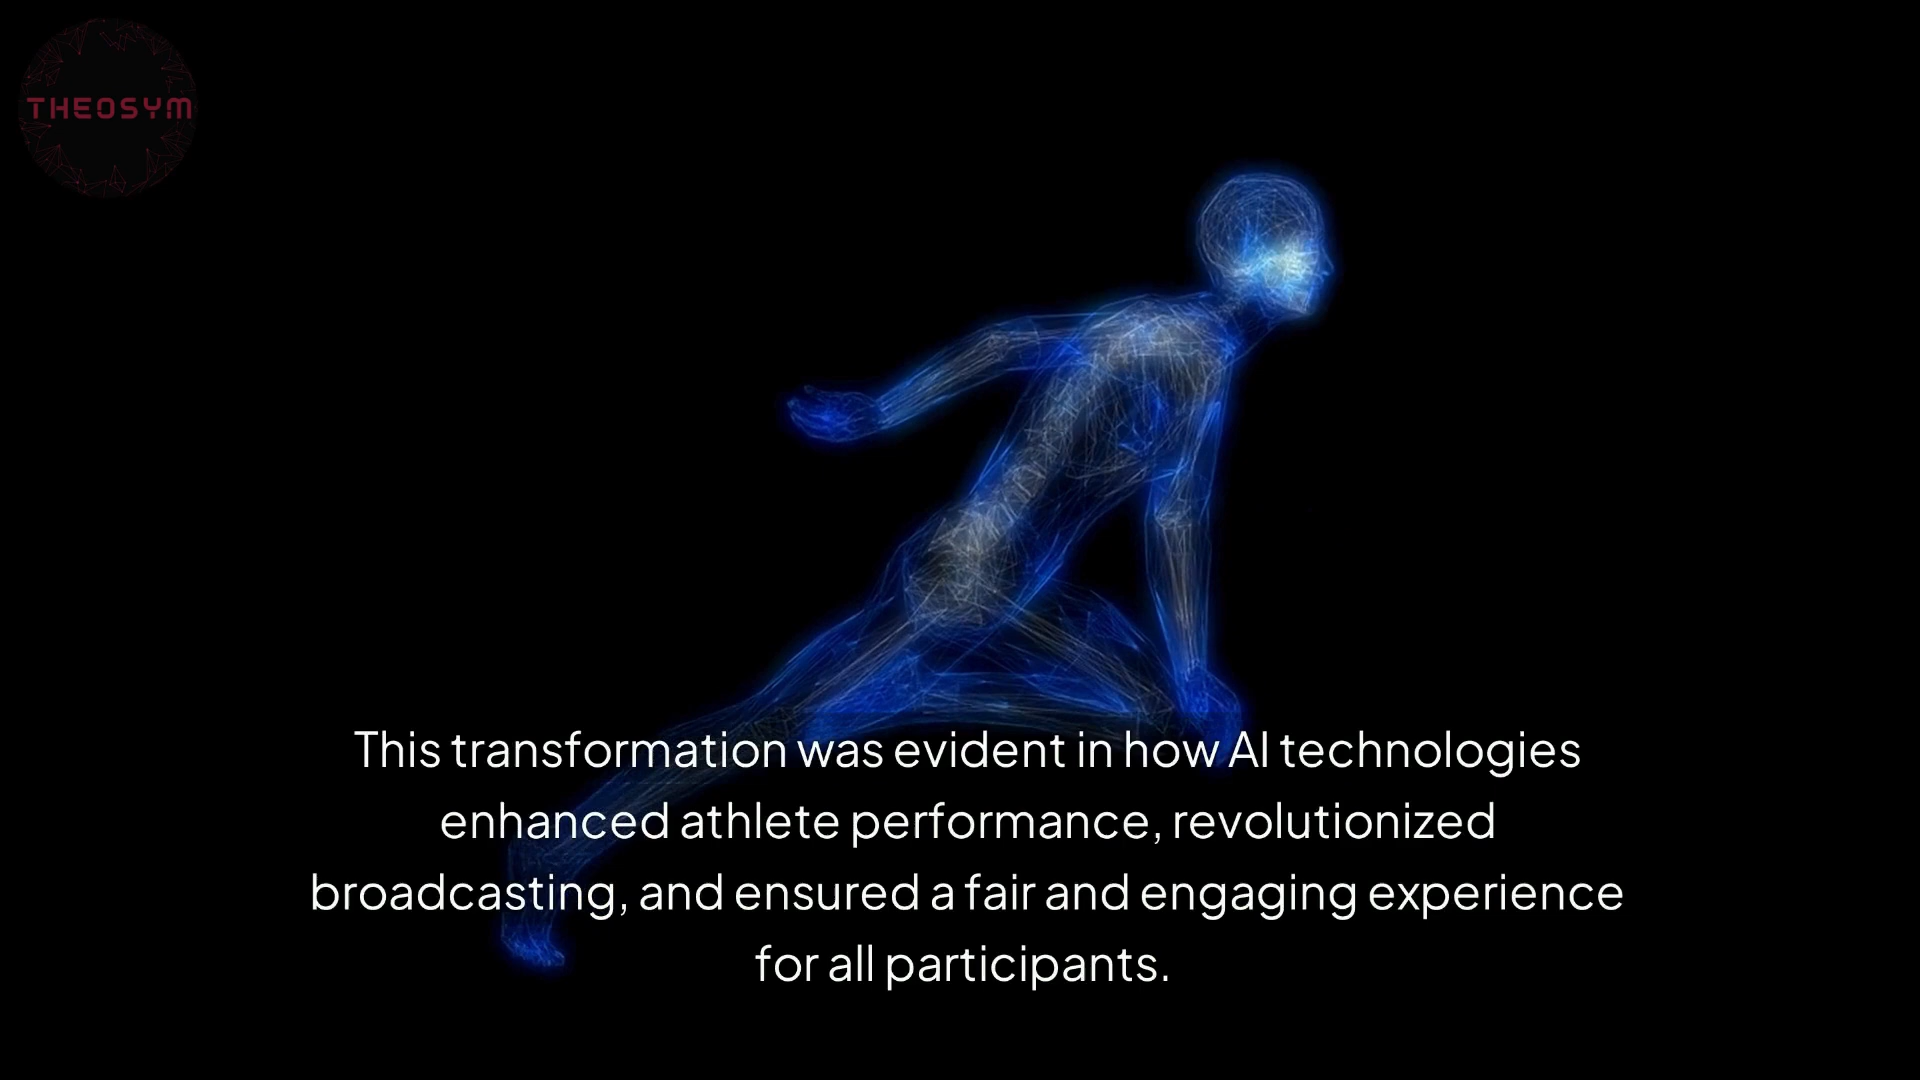 THEOSYM
This transformation was evident in how AI technologies
enhanced athlete performance, revolutionized
broadcasting, and ensured a fair and engaging experience
for all participants.